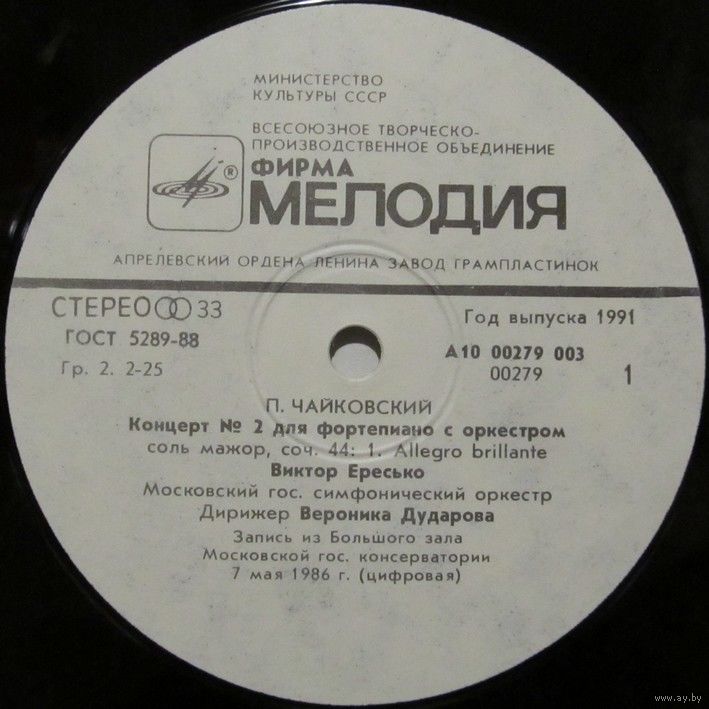 МИНИСТЕРСТВО
КУЛЬТУРЫ СССР
ВСЕСОЮЗНОЕ ТВОРЧЕСКО-
ПРОИЗВОДСТВЕННОЕ ОБЪЕДИНЕНИЕ
®
ФИРМА
МЕЛОДИЯ
АПРЕЛЕВСКИЙ ОРДЕНА ЛЕНИНА ЗАВОД ГРАМПЛАСТИНОК
СТЕРЕО 33
Год выпуска 1991
ГОСТ 5289-88
А10 00279 003
Гр. 2. 2-25
00279
1
П. ЧАЙКОВСКИЙ
Концерт № 2 для фортепиано с оркестром
соль мажор, соч. 44: 1. Allegro brillante
Виктор Ересько
Московский гос. симфонический оркестр
Дирижер Вероника Дударова
Запись из Большого зала
Московской гос. консерватории
7 мая 1986 г. (цифровая)
www.ay.by